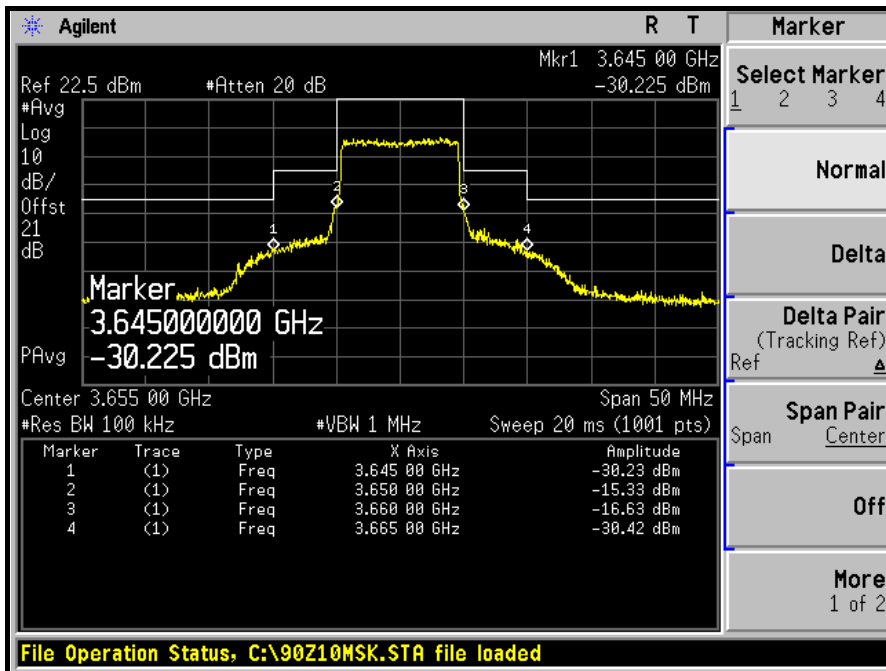 Agilent R T
Mkr1 3.645 00 GHz
Ref 22.5 dBm #Atten 20 dB -30.225 dBm
#Avg
Log
10
dB/
Offst
21
dB
1
2
3
4
Marker
3.645000000 GHz
-30.225 dBm
PAvg
Center 3.655 00 GHz Span 50 MHz
#Res BW 100 kHz #VBW 1 MHz Sweep 20 ms (1001 pts)
Marker Trace Type X Axis Amplitude
1 (1) Freq 3.645 00 GHz -30.23 dBm
2 (1) Freq 3.650 00 GHz -15.33 dBm
3 (1) Freq 3.660 00 GHz -16.63 dBm
4 (1) Freq 3.665 00 GHz -30.42 dBm
File Operation Status, C:\90Z10MSK.STA file loaded
Marker
Select Marker
1 2 3 4
Normal
Delta
Delta Pair
(Tracking Ref)
Ref Δ
Span Pair
Span Center
Off
More
1 of 2